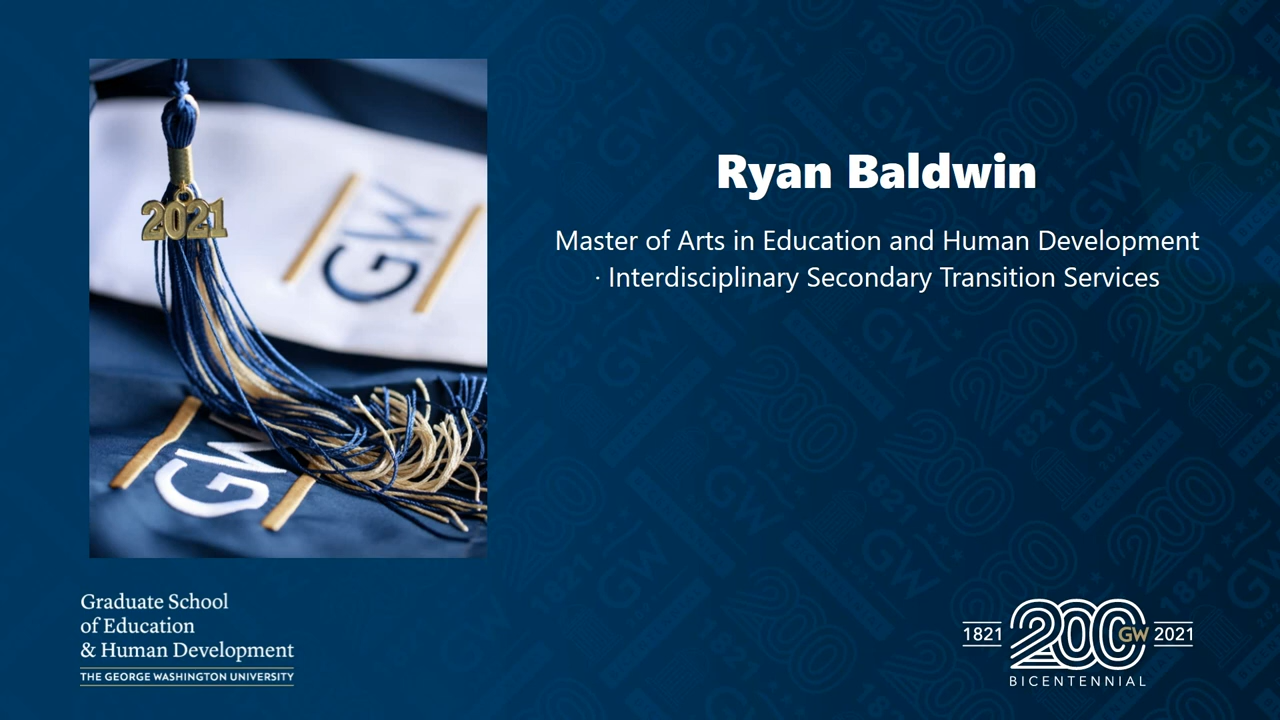 Ryan Baldwin
Master of Arts in Education and Human Development
· Interdisciplinary Secondary Transition Services
2021
GW
GW
Graduate School
of Education
& Human Development
THE GEORGE WASHINGTON UNIVERSITY
1821 200 GW 2021
BICENTENNIAL